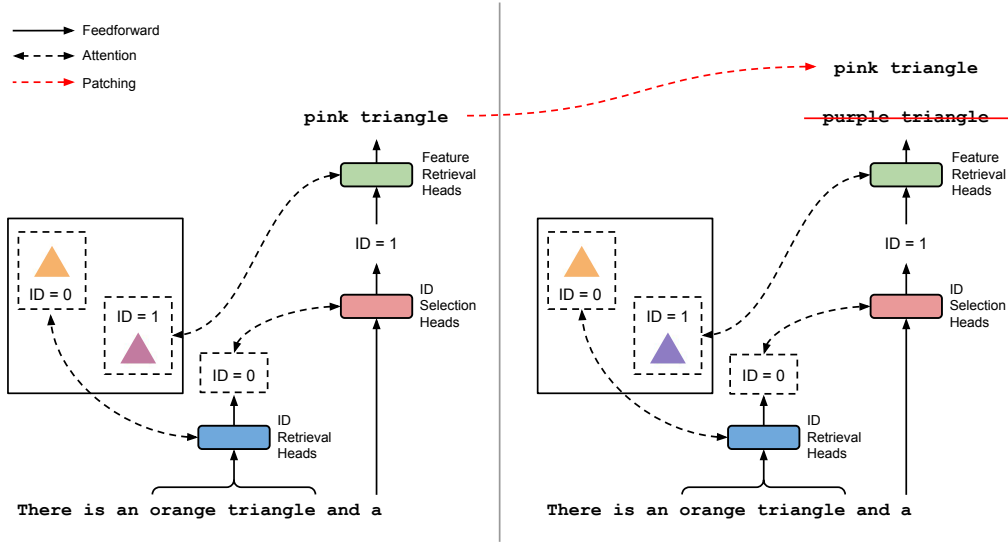 Feedforward
Attention
Patching
pink triangle
Feature
Retrieval
Heads
ID = 1
ID = 0
ID = 1
ID
Selection
Heads
ID = 0
ID
Retrieval
Heads
There is an orange triangle and a
pink triangle
purple triangle
Feature
Retrieval
Heads
ID = 1
ID = 0
ID = 1
ID
Selection
Heads
ID = 0
ID
Retrieval
Heads
There is an orange triangle and a